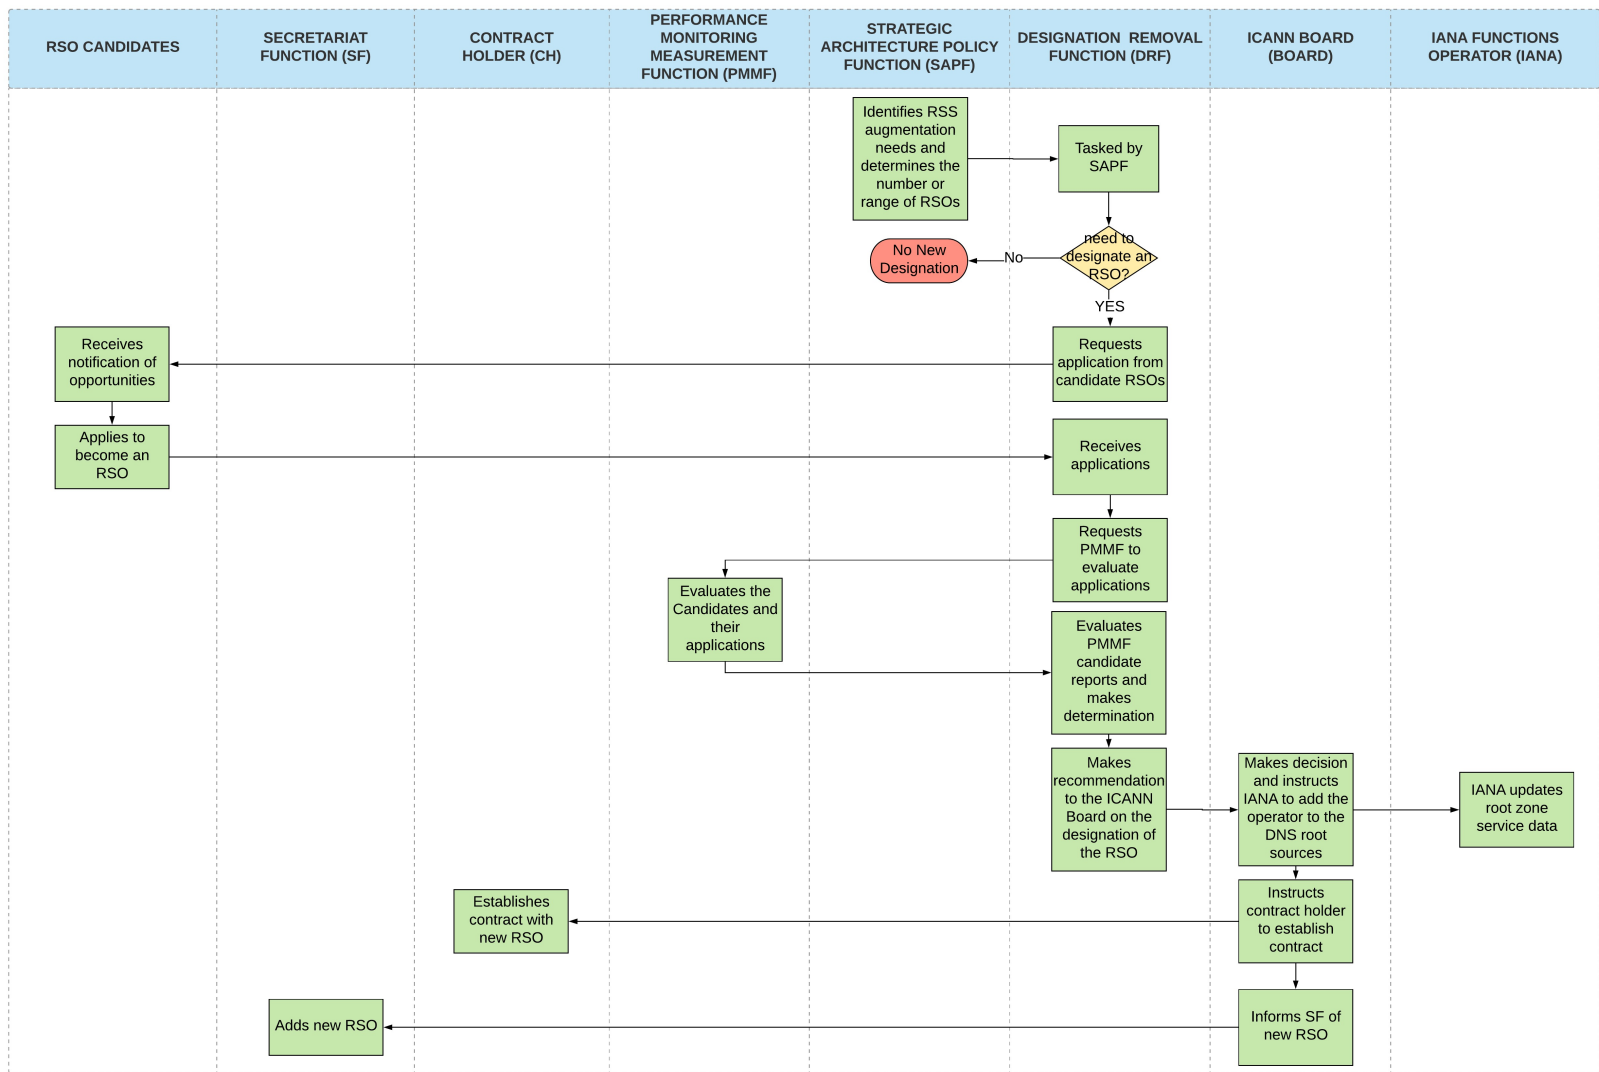 RSO CANDIDATES
SECRETARIAT
FUNCTION (SF)
CONTRACT
HOLDER (CH)
PERFORMANCE
MONITORING
MEASUREMENT
FUNCTION (PMMF)
STRATEGIC
ARCHITECTURE POLICY
FUNCTION (SAPF)
DESIGNATION REMOVAL
FUNCTION (DRF)
ICANN BOARD
(BOARD)
IANA FUNCTIONS
OPERATOR (IANA)
Identifies RSS
augmentation
needs and
determines the
number or
range of RSOs
Tasked by
SAPF
need to
designate an
RSO?
No
No New
Designation
YES
Requests
application from
candidate RSOs
Receives
notification of
opportunities
Applies to
become an
RSO
Receives
applications
Requests
PMMF to
evaluate
applications
Evaluates the
Candidates and
their
applications
Evaluates
PMMF
candidate
reports and
makes
determination
Makes
recommendation
to the ICANN
Board on the
designation of
the RSO
Makes decision
and instructs
IANA to add the
operator to the
DNS root
sources
IANA updates
root zone
service data
Instructs
contract holder
to establish
contract
Establishes
contract with
new RSO
Informs SF of
new RSO
Adds new RSO